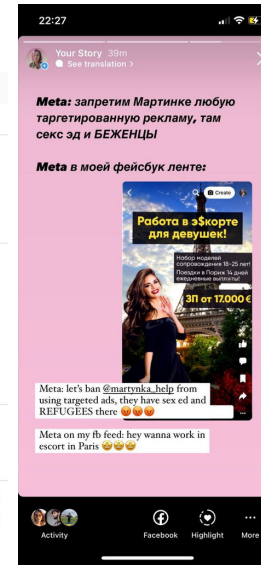 22:27
Your Story 39m
See translation >
Meta: запретим Мартинке любую
таргетированную рекламу, там
секс эд и БЕЖЕНЦЫ
Meta в моей фейсбук ленте:
Create
Работа в э$корте
для девушек!
Набор моделей
сопровождения 18-25 лет!
Поездки в Париж 14 дней
ежедневные выплаты!
ЗП от 17.000 €
Meta: let's ban @martynka_help from
using targeted ads, they have sex ed and
REFUGEES there
Meta on my fb feed: hey wanna work in
escort in Paris
Activity
Facebook
Highlight
More